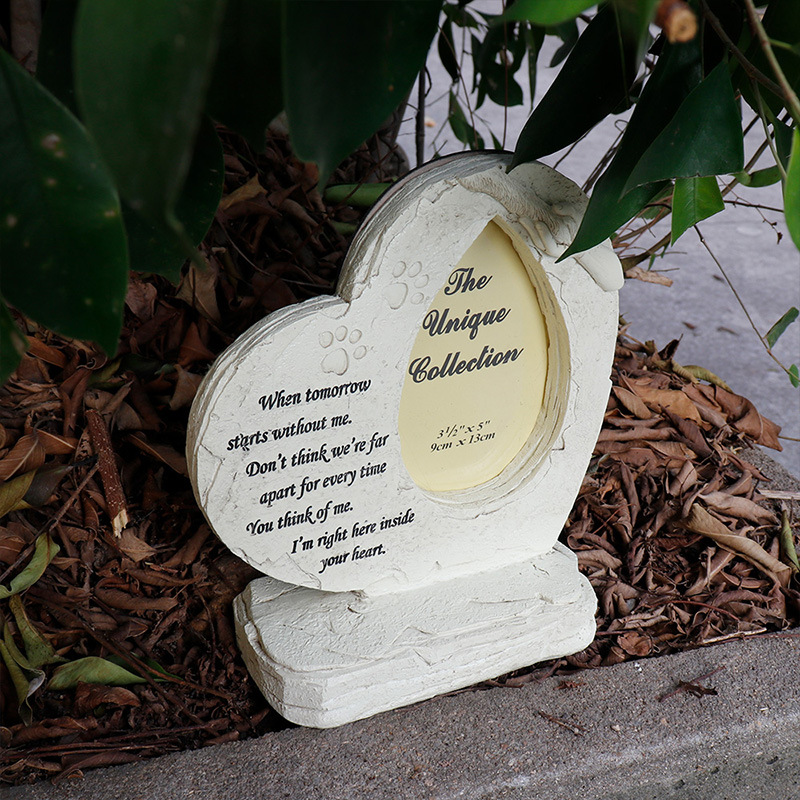 The
Unique
Collection
3½" x 5"
9cm x 13cm
When tomorrow
starts without me.
Don't think we're far
apart for every time
You think of me.
I'm right here inside
your heart.